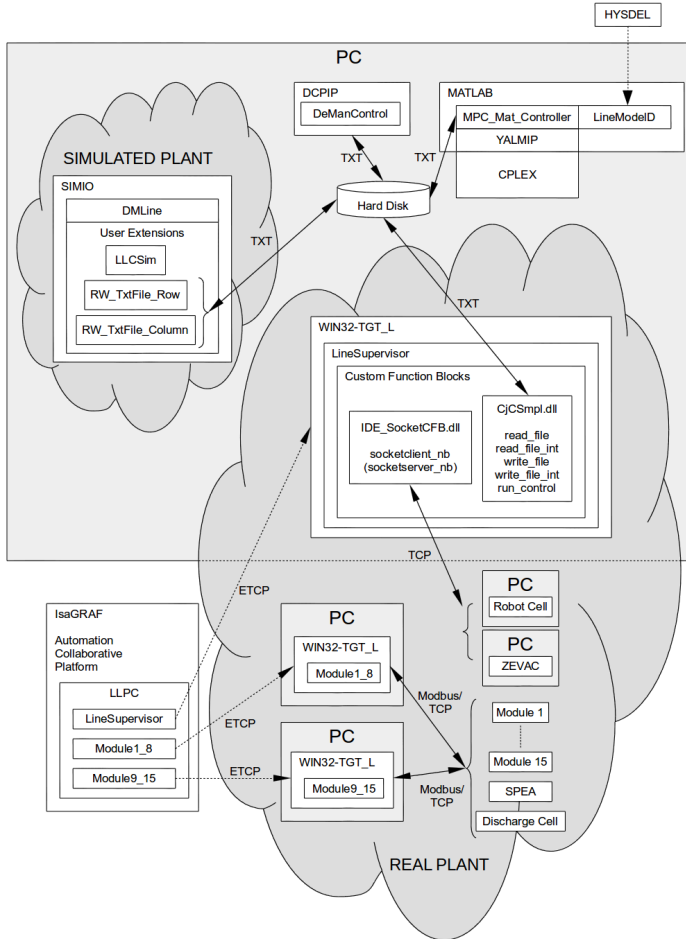 HYSDEL
PC
DCPIP
DeManControl
MATLAB
MPC_Mat_Controller
LineModelD
YALMIP
CPLEX
TXT
TXT
Hard Disk
SIMULATED PLANT
SIMIO
DMLine
User Extensions
LLCSim
RW_TxtFile_Row
RW_TxtFile_Column
TXT
TXT
WIN32-TGT_L
LineSupervisor
Custom Function Blocks
IDE_SocketCFB.dll
socketclient_nb
(socketserver_nb)
CjCSmpl.dll
read_file
read_file_int
write_file
write_file_int
run_control
TCP
ETCP
PC
Robot Cell
PC
ZEVAC
IsaGRAF
Automation
Collaborative
Platform
LLPC
LineSupervisor
Module1_8
Module9_15
ETCP
ETCP
PC
WIN32-TGT_L
Module1_8
PC
WIN32-TGT_L
Module9_15
Modbus/
TCP
Modbus/
TCP
Module 1
Module 15
SPEA
Discharge Cell
REAL PLANT